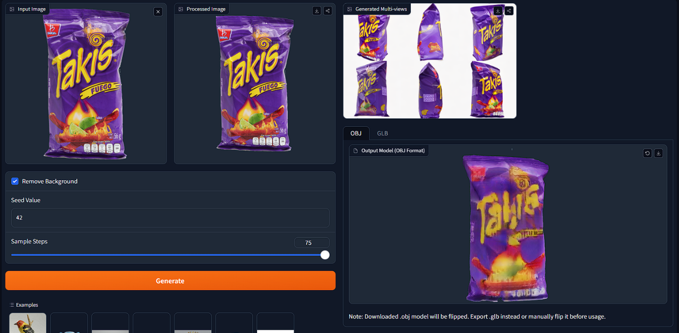 Input Image
Takis
FUEGO
Processed Image
Takis
FUEGO
Generated Multi-views
Remove Background
Seed Value
42
Sample Steps
75
Generate
Examples
OBJ
GLB
Output Model (OBJ Format)
Takis
Note: Downloaded .obj model will be flipped. Export .glb instead or manually flip it before usage.